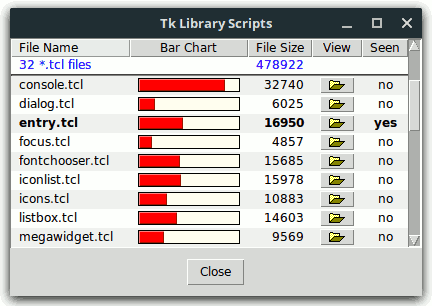 Tk Library Scripts
File Name Bar Chart File Size View Seen
32 *.tcl files 478922
console.tcl 32740 no
dialog.tcl 6025 no
entry.tcl 16950 yes
focus.tcl 4857 no
fontchooser.tcl 15685 no
iconlist.tcl 15978 no
icons.tcl 10883 no
listbox.tcl 14603 no
megawidget.tcl 9569 no
Close